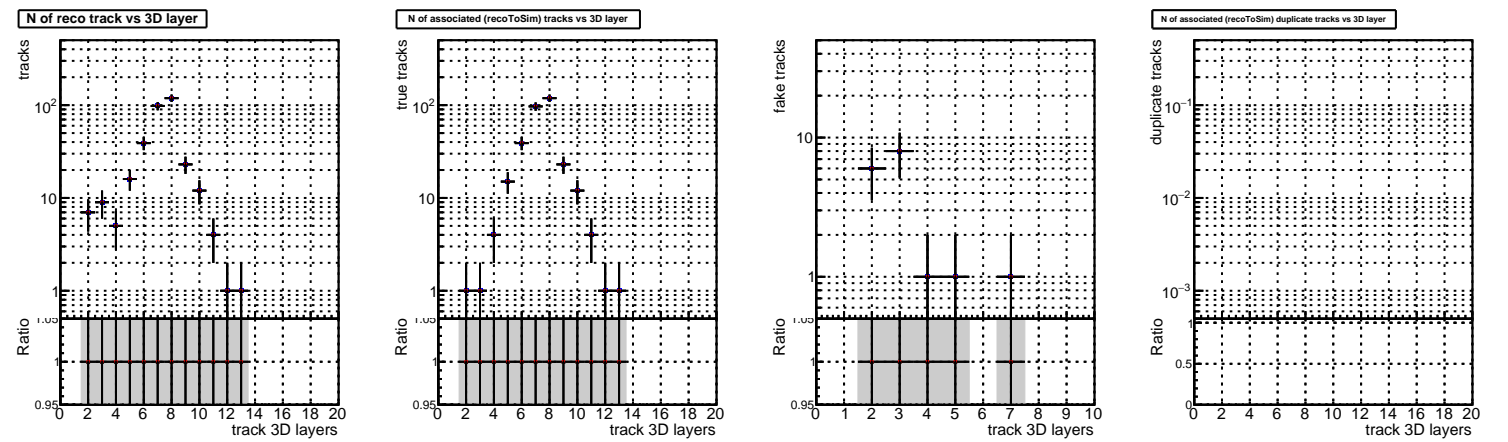 N of reco track vs 3D layer
tracks
10²
10
1
Ratio
1.05
1
0.95
0 2 4 6 8 10 12 14 16 18 20
track 3D layers
N of associated (recoToSim) tracks vs 3D layer
true tracks
10²
10
1
Ratio
1.05
1
0.95
0 2 4 6 8 10 12 14 16 18 20
track 3D layers
fake tracks
10
1
Ratio
1.05
1
0.95
0 1 2 3 4 5 6 7 8 9 10
track 3D layers
N of associated (recoToSim) duplicate tracks vs 3D layer
duplicate tracks
10⁻¹
10⁻²
10⁻³
Ratio
1
0.5
0
0 2 4 6 8 10 12 14 16 18 20
track 3D layers